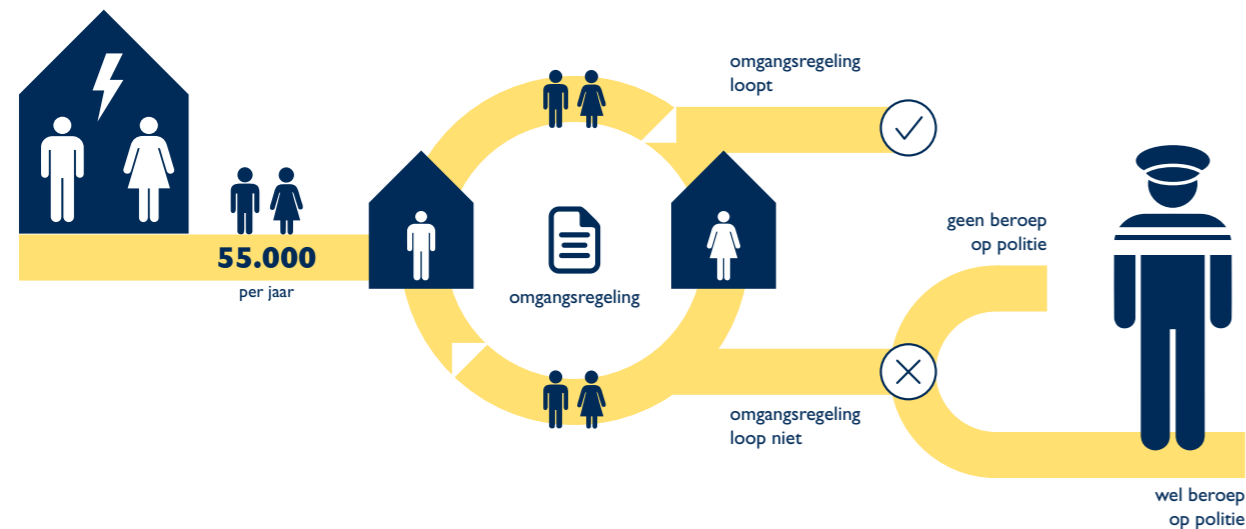 55.000
per jaar
omgangsregeling
omgangsregeling
loopt
omgangsregeling
loop niet
geen beroep
op politie
wel beroep
op politie